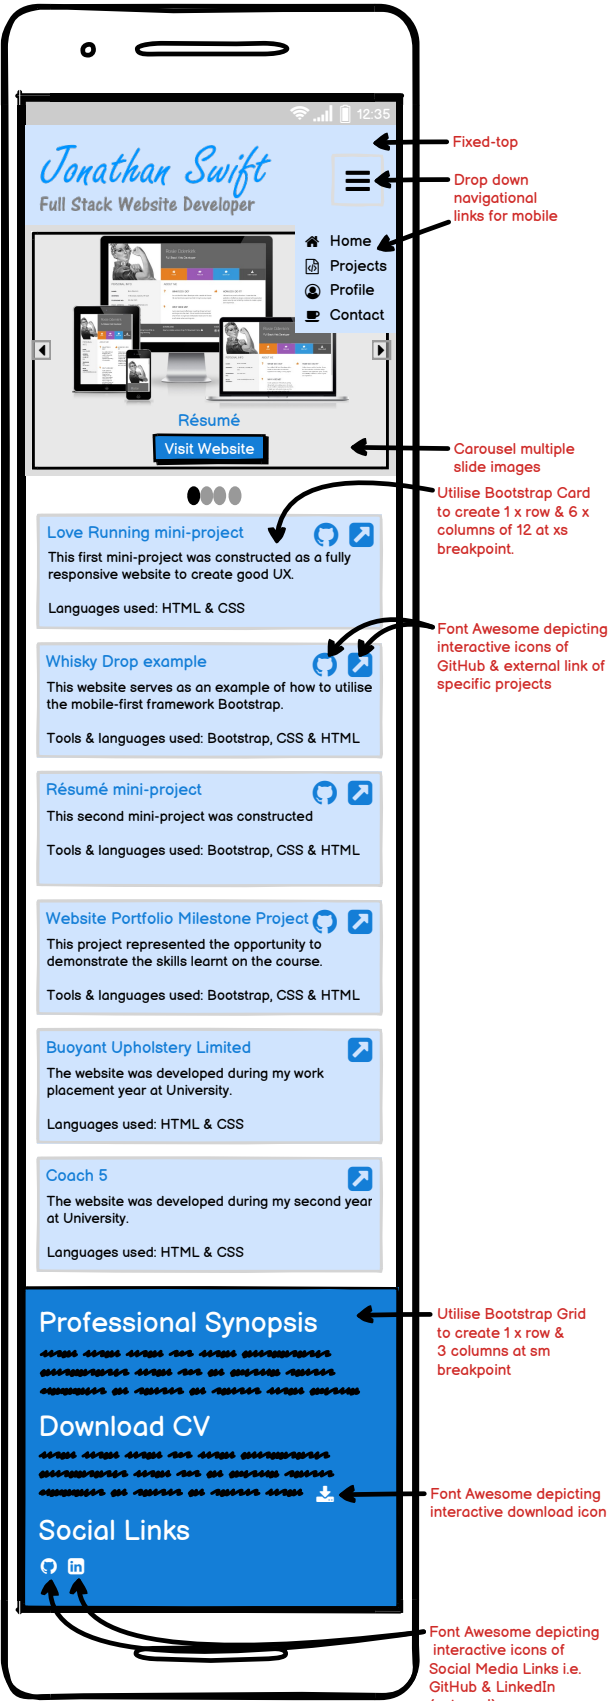 12:35
Jonathan Swift
Full Stack Website Developer
Fixed-top
Drop down
navigational
links for mobile
Home
Projects
Profile
Contact
Résumé
Visit Website
Carousel multiple
slide images
Utilise Bootstrap Card
to create 1 x row & 6 x
columns of 12 at xs
breakpoint.
Love Running mini-project
This first mini-project was constructed as a fully
responsive website to create good UX.
Languages used: HTML & CSS
Font Awesome depicting
interactive icons of
GitHub & external link of
specific projects
Whisky Drop example
This website serves as an example of how to utilise
the mobile-first framework Bootstrap.
Tools & languages used: Bootstrap, CSS & HTML
Résumé mini-project
This second mini-project was constructed
Tools & languages used: Bootstrap, CSS & HTML
Website Portfolio Milestone Project
This project represented the opportunity to
demonstrate the skills learnt on the course.
Tools & languages used: Bootstrap, CSS & HTML
Buoyant Upholstery Limited
The website was developed during my work
placement year at University.
Languages used: HTML & CSS
Coach 5
The website was developed during my second year
at University.
Languages used: HTML & CSS
Professional Synopsis
Utilise Bootstrap Grid
to create 1 x row &
3 columns at sm
breakpoint
Download CV
Font Awesome depicting
interactive download icon
Social Links
in
Font Awesome depicting
interactive icons of
Social Media Links i.e.
GitHub & LinkedIn